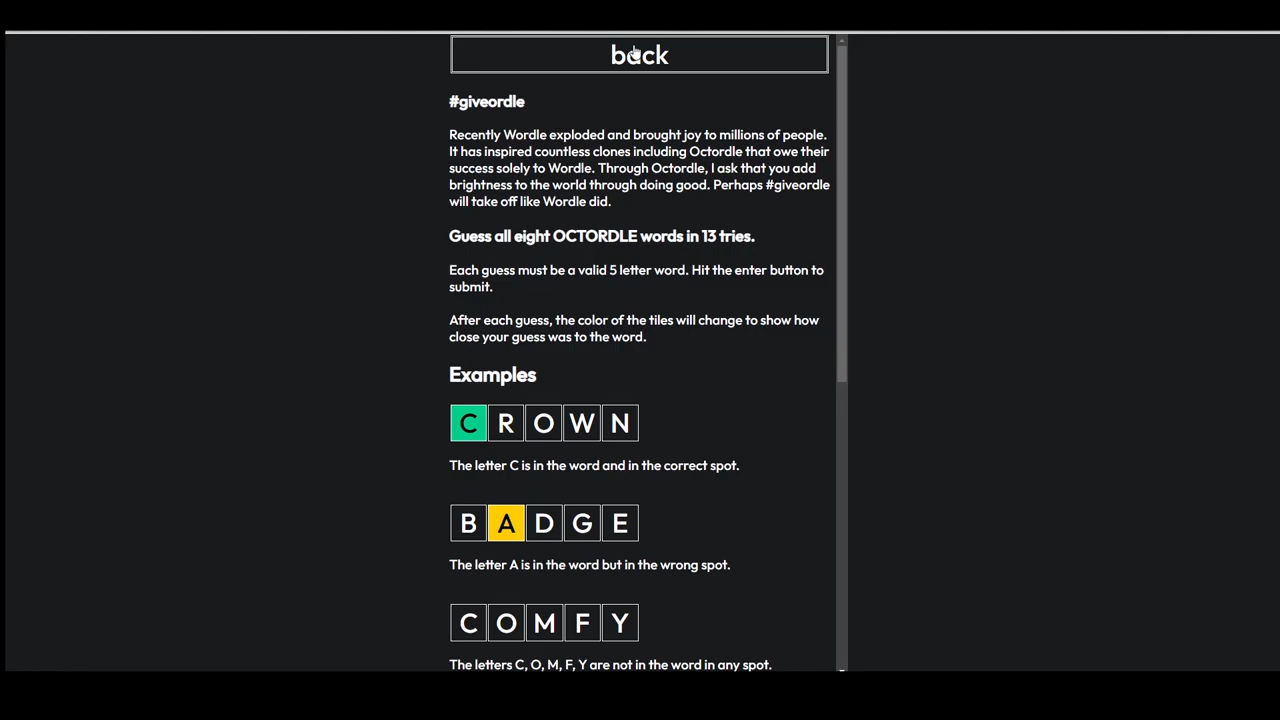 back
#giveordle
Recently Wordle exploded and brought joy to millions of people.
It has inspired countless clones including Octordle that owe their
success solely to Wordle. Through Octordle, I ask that you add
brightness to the world through doing good. Perhaps #giveordle
will take off like Wordle did.
Guess all eight OCTORDLE words in 13 tries.
Each guess must be a valid 5 letter word. Hit the enter button to
submit.
After each guess, the color of the tiles will change to show how
close your guess was to the word.
Examples
C R O W N
The letter C is in the word and in the correct spot.
B A D G E
The letter A is in the word but in the wrong spot.
C O M F Y
The letters C, O, M, F, Y are not in the word in any spot.